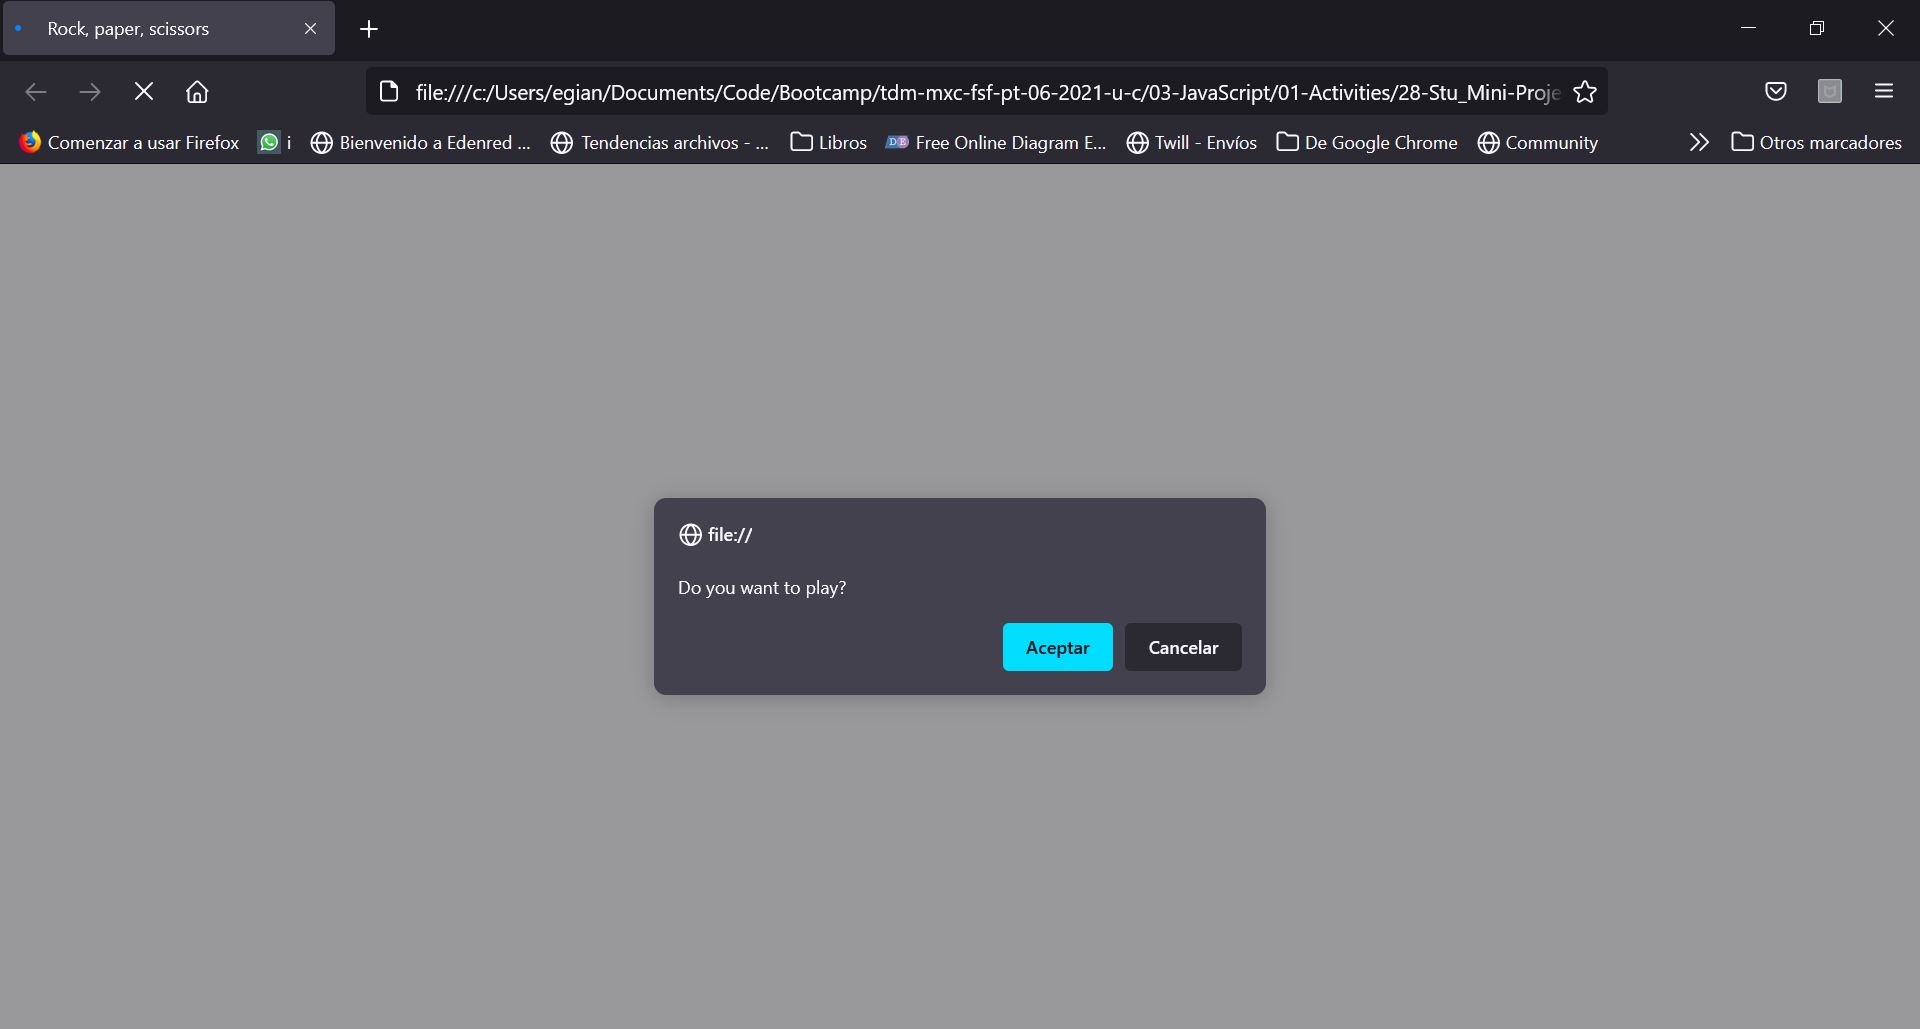 Rock, paper, scissors
file:///c:/Users/egian/Documents/Code/Bootcamp/tdm-mxc-fsf-pt-06-2021-u-c/03-JavaScript/01-Activities/28-Stu_Mini-Proje
Comenzar a usar Firefox i Bienvenido a Edenred ... Tendencias archivos - ... Libros DE Free Online Diagram E... Twill - Envíos De Google Chrome Community Otros marcadores
file://
Do you want to play?
Aceptar Cancelar